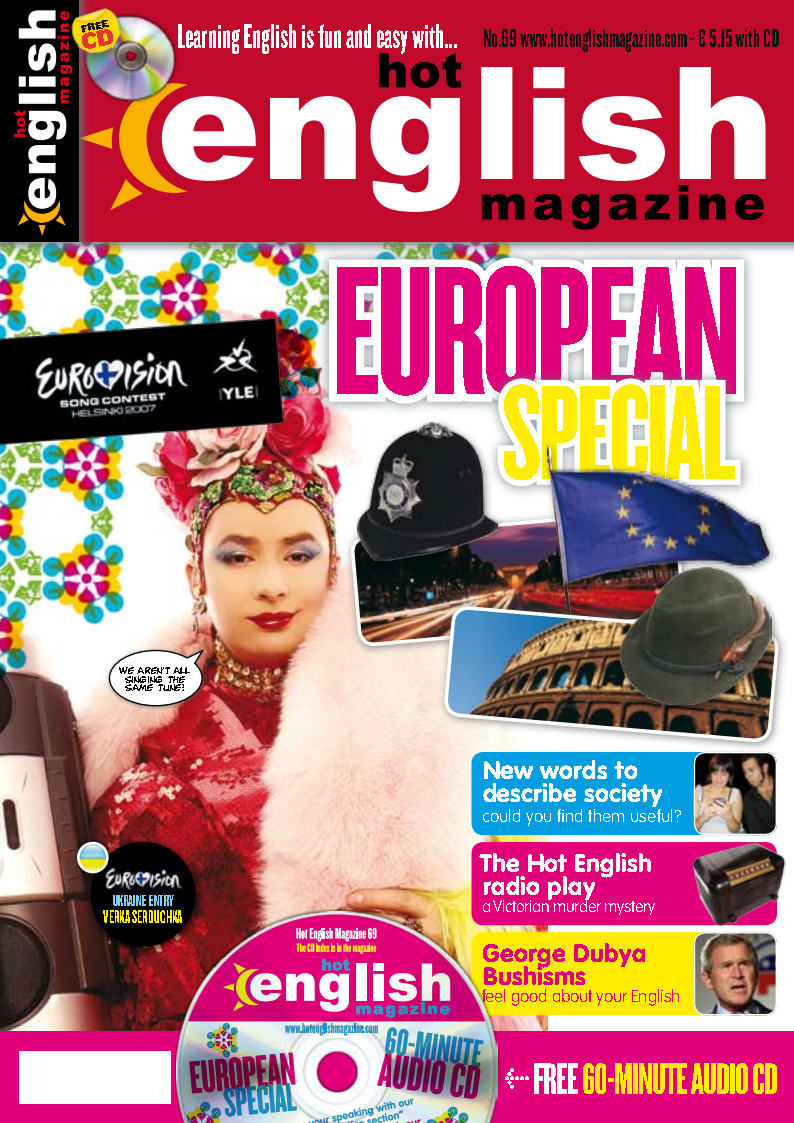 hot
english
magazine
FREE
CD
Learning English is fun and easy with...
No.69 www.hotenglishmagazine.com - € 5.15 with CD
hot
english
magazine
EUROPEAN
SPECIAL
EUROVISION
SONG CONTEST
HELSINKI 2007
YLE
WE AREN'T ALL
SINGING THE
SAME TUNE!
New words to
describe society
could you find them useful?
The Hot English
radio play
a Victorian murder mystery
George Dubya
Bushisms
feel good about your English
EUROVISION
UKRAINE ENTRY
VERKA SERDUCHKA
Hot English Magazine 69
The CD index is in the magazine
hot
english
magazine
www.hotenglishmagazine.com
EUROPEAN
SPECIAL
60-MINUTE
AUDIO CD
your speaking with our
section"
FREE 60-MINUTE AUDIO CD